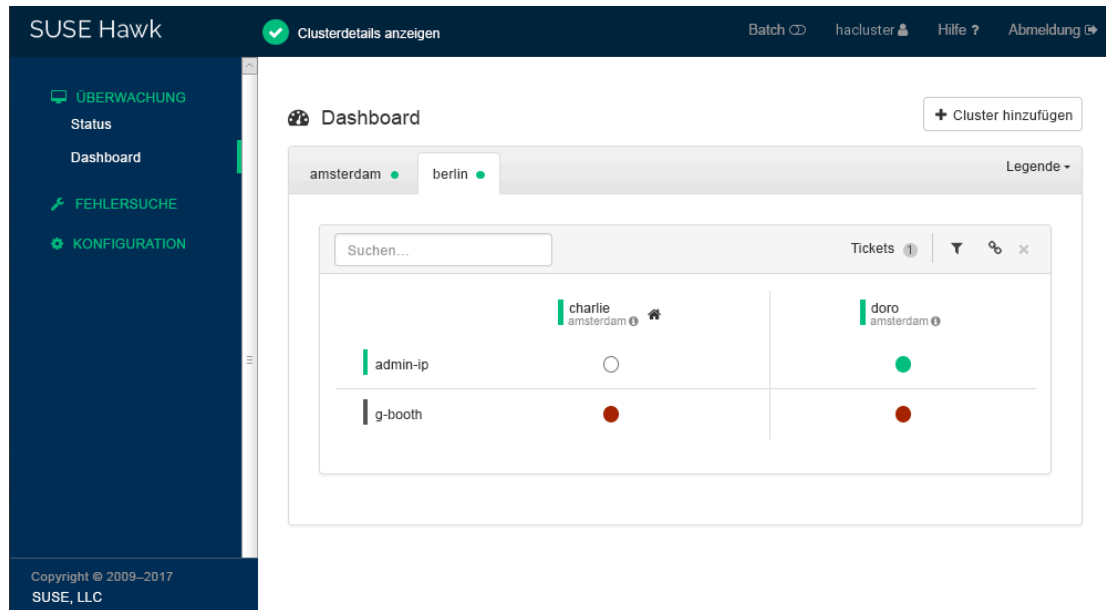 SUSE Hawk
Clusterdetails anzeigen
Batch
hacluster
Hilfe ?
Abmeldung
ÜBERWACHUNG
Status
Dashboard
FEHLERSUCHE
KONFIGURATION
Dashboard
+ Cluster hinzufügen
amsterdam
berlin
Legende
Suchen...
Tickets 1
charlie
amsterdam
doro
amsterdam
admin-ip
g-booth
Copyright © 2009–2017
SUSE, LLC